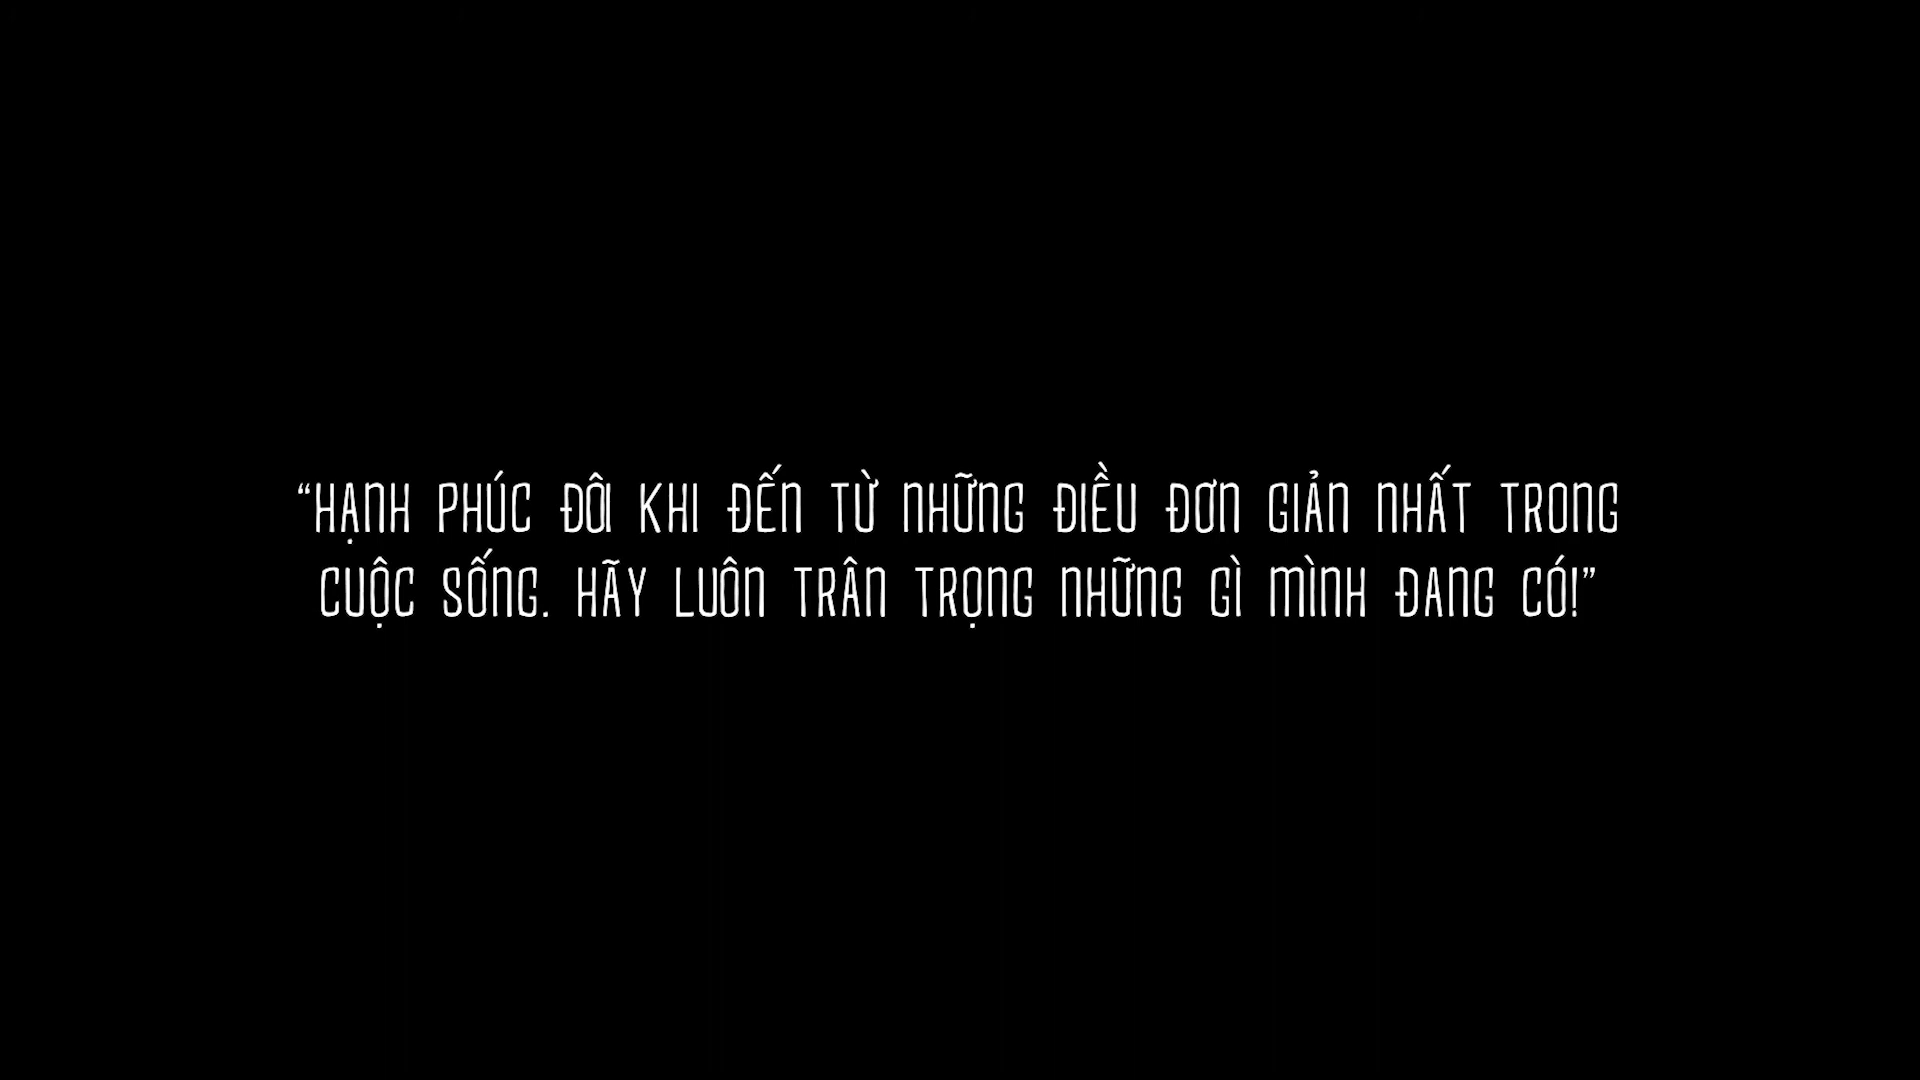 “HẠNH PHÚC ĐÔI KHI ĐẾN TỪ NHỮNG ĐIỀU ĐƠN GIẢN NHẤT TRONG
CUỘC SỐNG. HÃY LUÔN TRÂN TRỌNG NHỮNG GÌ MÌNH ĐANG CÓ!”